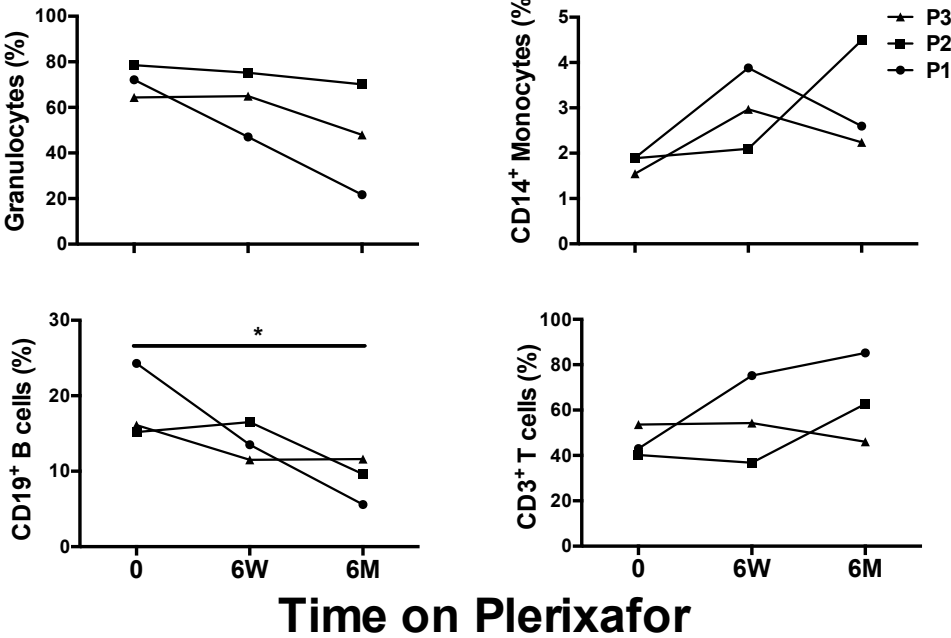 Granulocytes (%)
100
80
60
40
20
0
CD14+ Monocytes (%)
5
4
3
2
1
0
P3
P2
P1
CD19+ B cells (%)
30
20
10
0
*
0 6W 6M
CD3+ T cells (%)
100
80
60
40
20
0
0 6W 6M
Time on Plerixafor